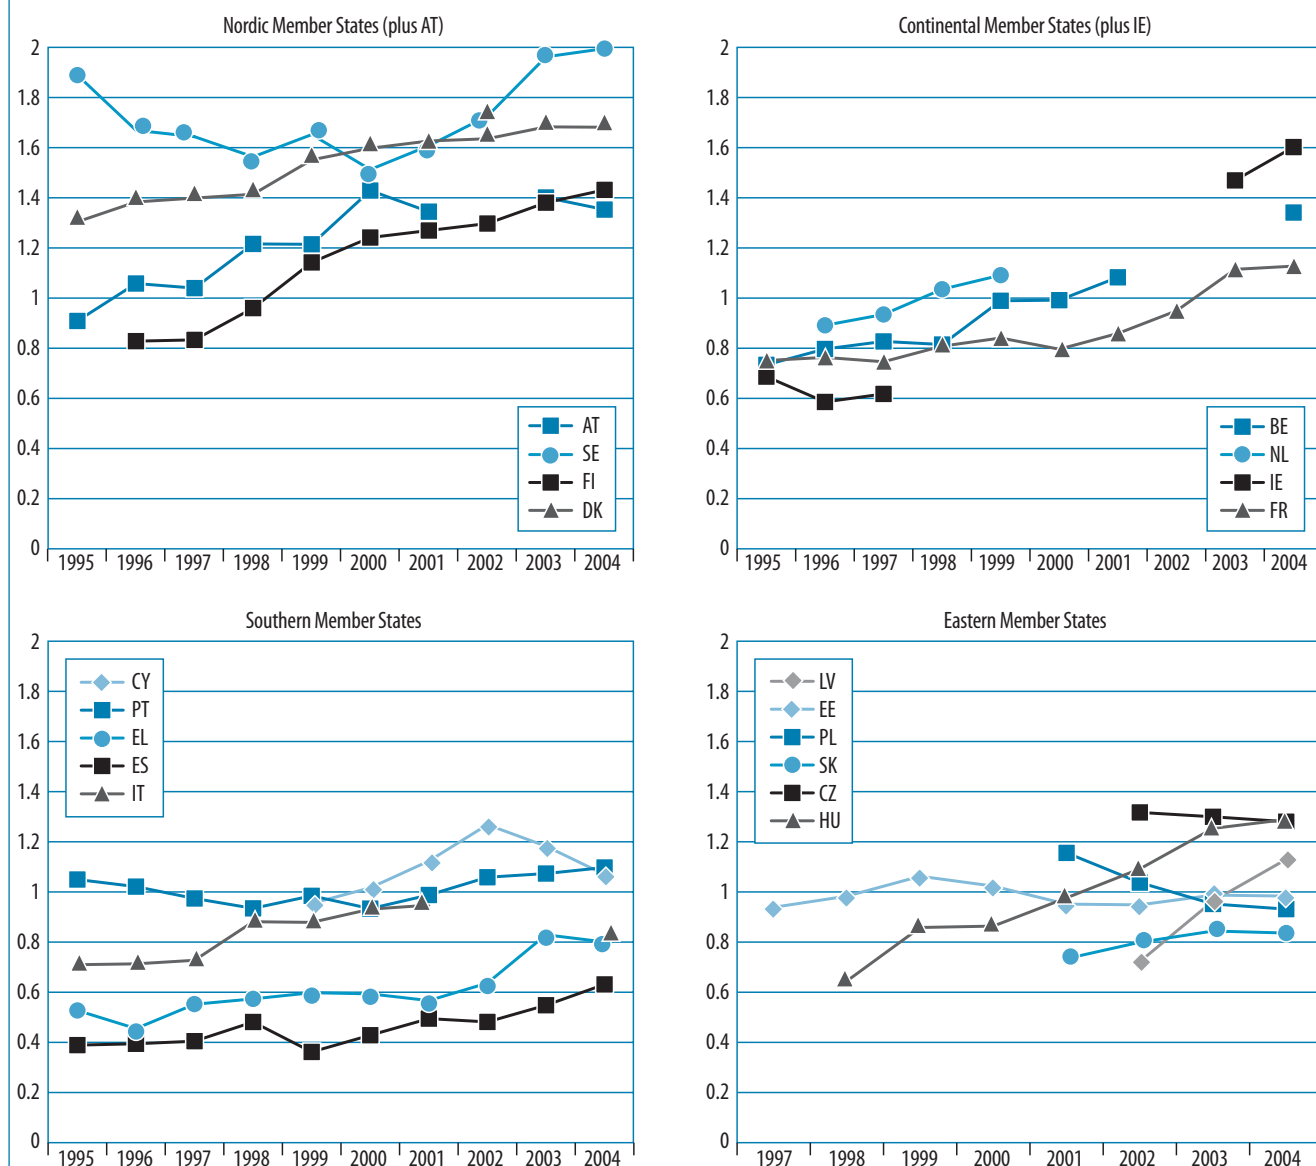 Nordic Member States (plus AT)
2
1.8
1.6
1.4
1.2
1
0.8
0.6
0.4
0.2
0
AT
SE
FI
DK
1995 1996 1997 1998 1999 2000 2001 2002 2003 2004
Continental Member States (plus IE)
2
1.8
1.6
1.4
1.2
1
0.8
0.6
0.4
0.2
0
BE
NL
IE
FR
1995 1996 1997 1998 1999 2000 2001 2002 2003 2004
Southern Member States
2
1.8
1.6
1.4
1.2
1
0.8
0.6
0.4
0.2
0
CY
PT
EL
ES
IT
1995 1996 1997 1998 1999 2000 2001 2002 2003 2004
Eastern Member States
2
1.8
1.6
1.4
1.2
1
0.8
0.6
0.4
0.2
0
LV
EE
PL
SK
CZ
HU
1997 1998 1999 2000 2001 2002 2003 2004